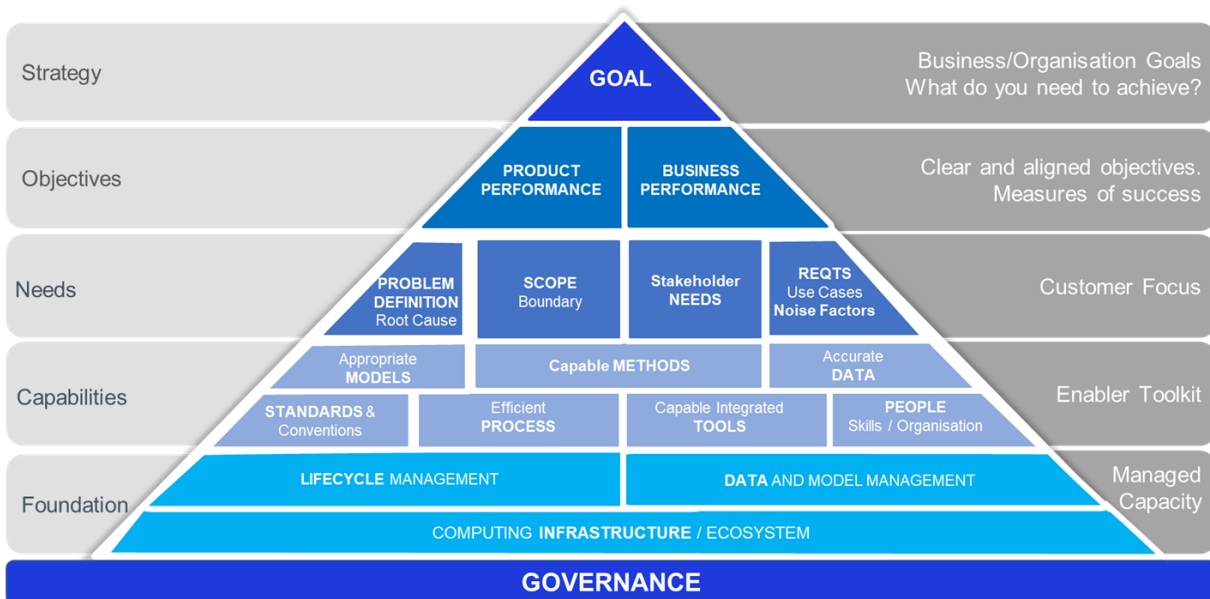 Strategy
GOAL
Business/Organisation Goals
What do you need to achieve?
Objectives
PRODUCT
PERFORMANCE
BUSINESS
PERFORMANCE
Clear and aligned objectives.
Measures of success
Needs
PROBLEM
DEFINITION
Root Cause
SCOPE
Boundary
Stakeholder
NEEDS
REQTS
Use Cases
Noise Factors
Customer Focus
Capabilities
Appropriate
MODELS
Capable METHODS
Accurate
DATA
STANDARDS &
Conventions
Efficient
PROCESS
Capable Integrated
TOOLS
PEOPLE
Skills / Organisation
Enabler Toolkit
Foundation
LIFECYCLE MANAGEMENT
DATA AND MODEL MANAGEMENT
COMPUTING INFRASTRUCTURE / ECOSYSTEM
Managed
Capacity
GOVERNANCE